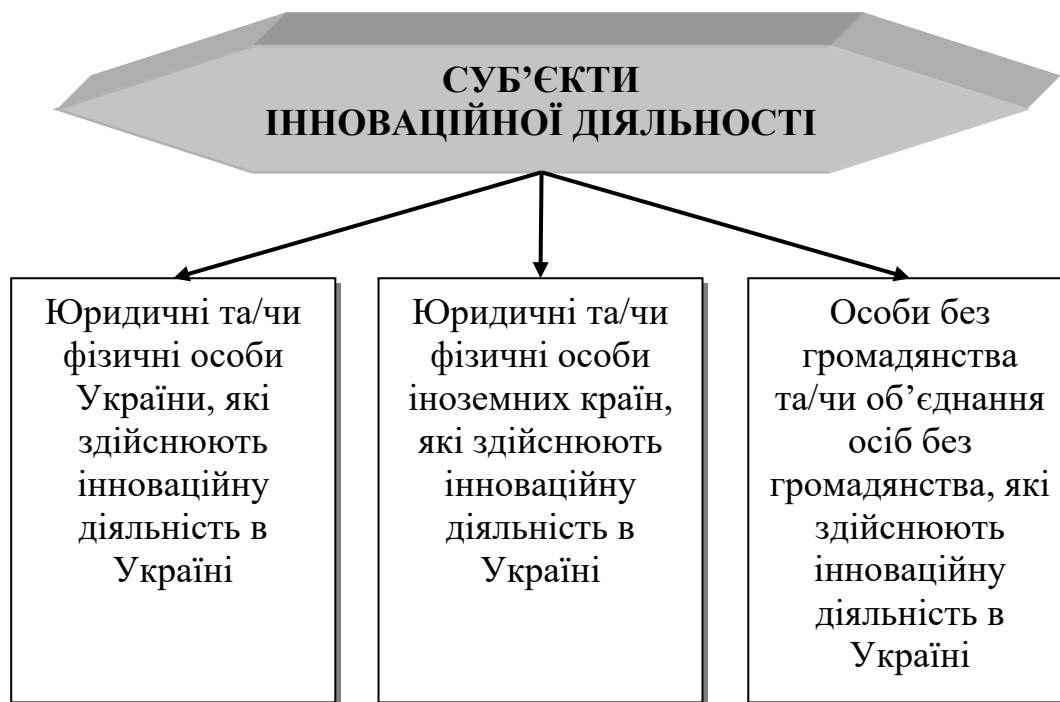 СУБ’ЄКТИ
ІННОВАЦІЙНОЇ ДІЯЛЬНОСТІ
Юридичні та/чи
фізичні особи
України, які
здійснюють
інноваційну
діяльність в
Україні
Юридичні та/чи
фізичні особи
іноземних країн,
які здійснюють
інноваційну
діяльність в
Україні
Особи без
громадянства
та/чи об’єднання
осіб без
громадянства, які
здійснюють
інноваційну
діяльність в
Україні